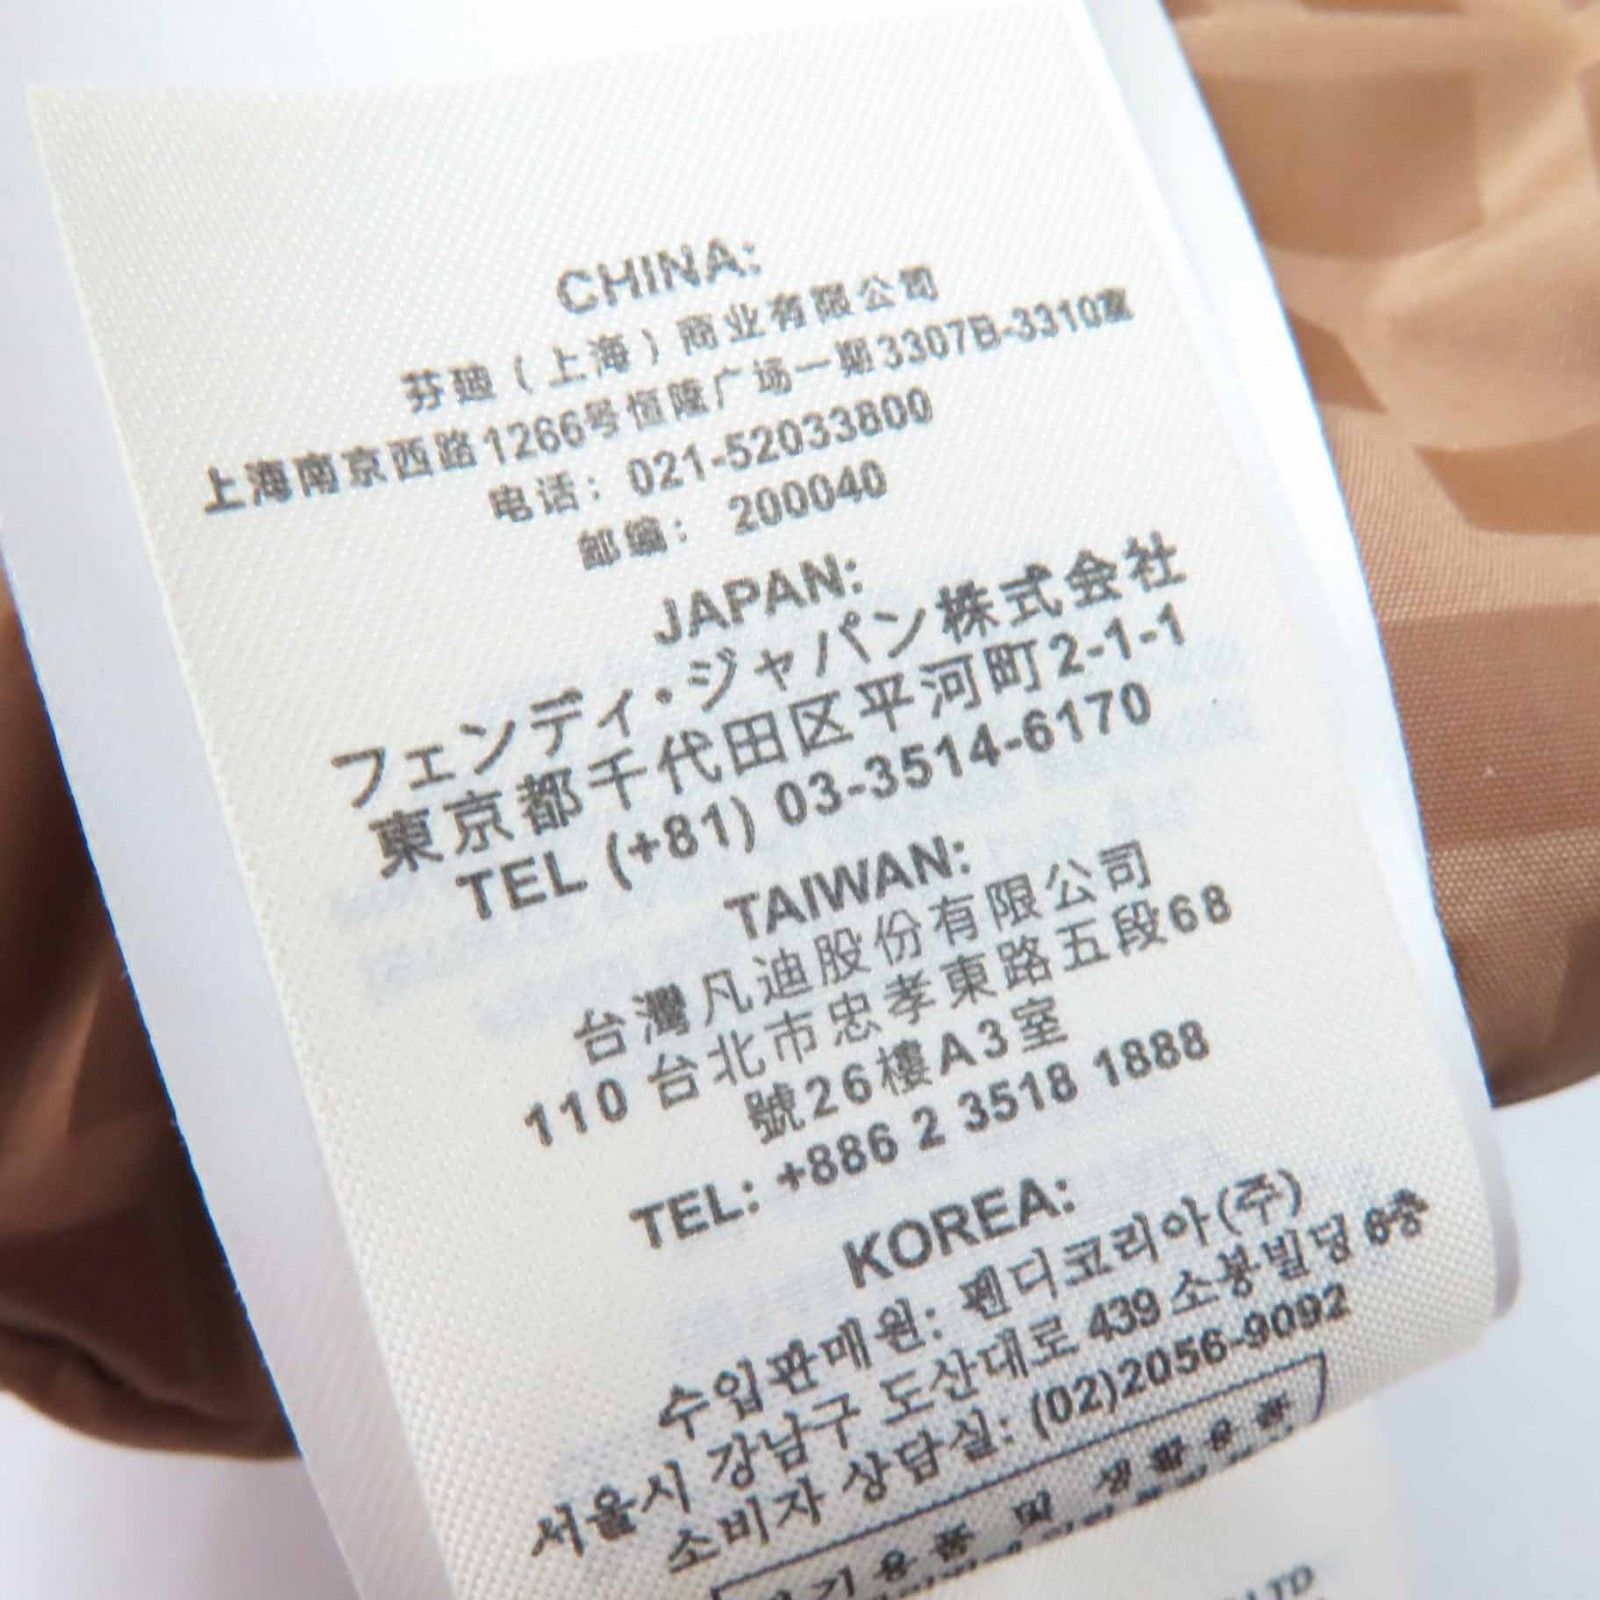 CHINA:
芬迪（上海）商业有限公司
上海南京西路1266号恒隆广场一期3307B-3310室
电话：021-52033800
邮编：200040
JAPAN:
フェンディ・ジャパン株式会社
東京都千代田区平河町2-1-1
TEL (+81) 03-3514-6170
TAIWAN:
台灣凡迪股份有限公司
110 台北市忠孝東路五段68
號26樓A3室
TEL: +886 2 3518 1888
KOREA:
수입판매원: 펜디코리아(주)
서울시 강남구 도산대로 439 소봉빌딩 6층
소비자 상담실: (02)2056-9092
및 생활용품
LTD